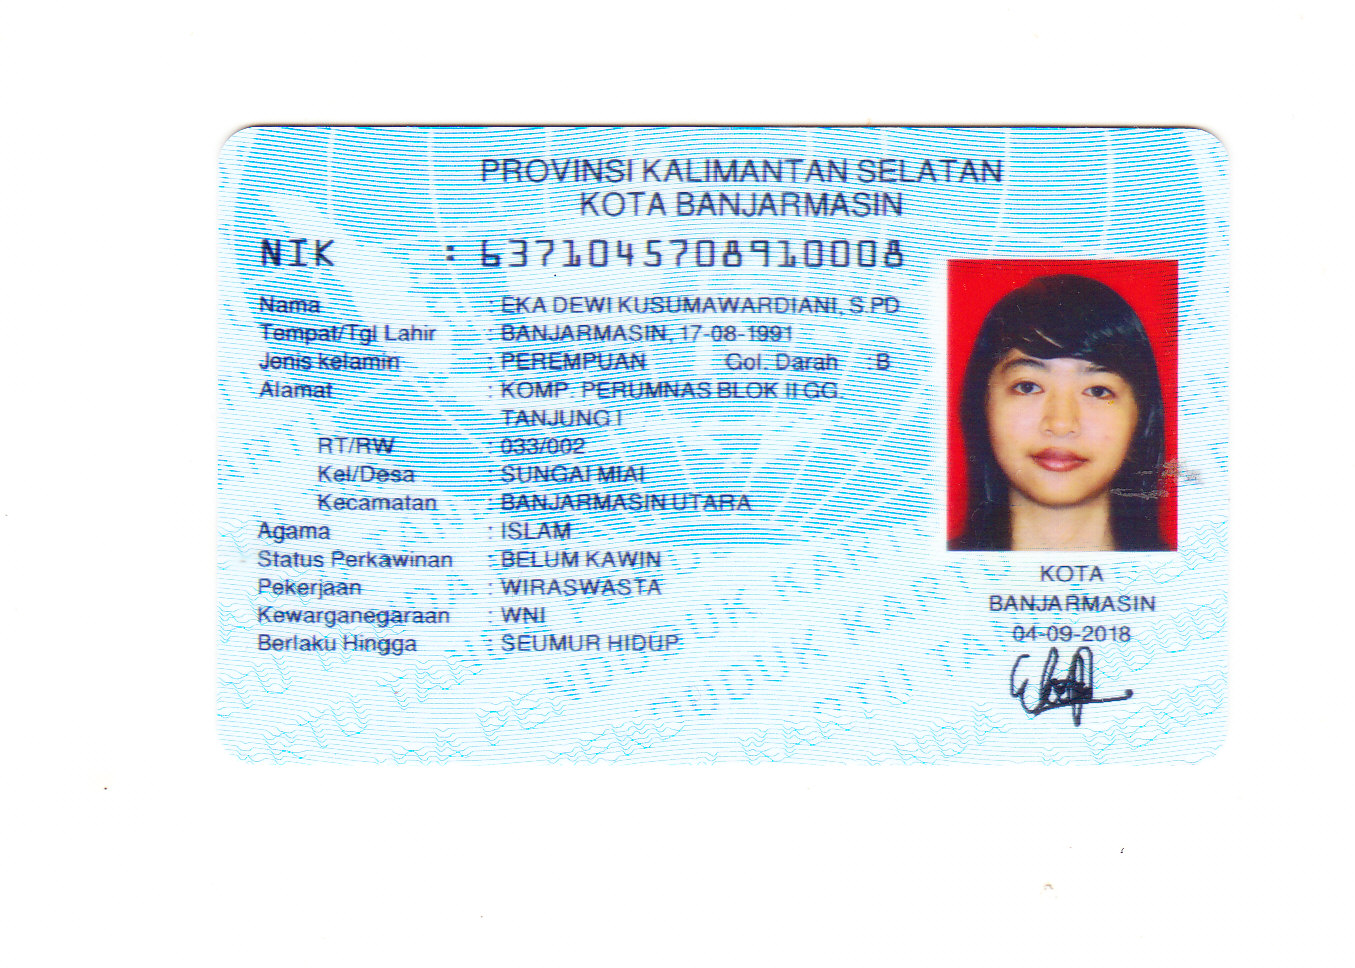 PROVINSI KALIMANTAN SELATAN
KOTA BANJARMASIN
NIK : 6371045708910008
Nama : EKA DEWI KUSUMAWARDIANI, S.PD
Tempat/Tgl Lahir : BANJARMASIN, 17-08-1991
Jenis kelamin : PEREMPUAN Gol. Darah : B
Alamat : KOMP. PERUMNAS BLOK II GG.
TANJUNG I
RT/RW : 033/002
Kel/Desa : SUNGAI MIAI
Kecamatan : BANJARMASIN UTARA
Agama : ISLAM
Status Perkawinan : BELUM KAWIN
Pekerjaan : WIRASWASTA
Kewarganegaraan : WNI
Berlaku Hingga : SEUMUR HIDUP
KOTA
BANJARMASIN
04-09-2018